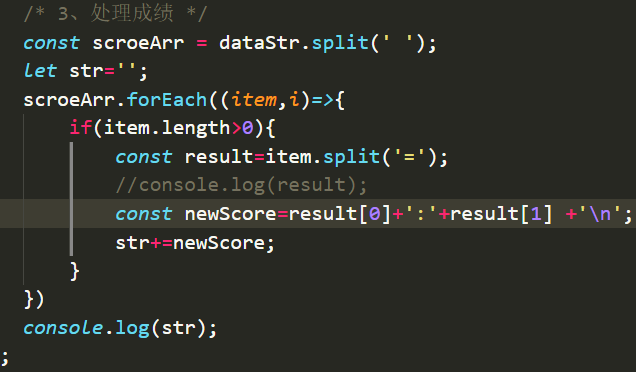 /* 3、处理成绩 */
const scroeArr = dataStr.split(' ');
let str='';
scroeArr.forEach((item,i)=>{
if(item.length>0){
const result=item.split('=');
//console.log(result);
const newScore=result[0]+':'+result[1] +'\n';
str+=newScore;
}
})
console.log(str);
;